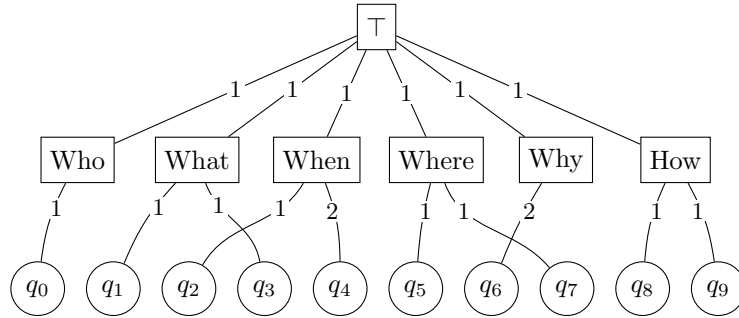 ⊤
1 1 1 1 1 1
Who What When Where Why How
1 1 1 1 2 1 1 2 1 1
q₀ q₁ q₂ q₃ q₄ q₅ q₆ q₇ q₈ q₉